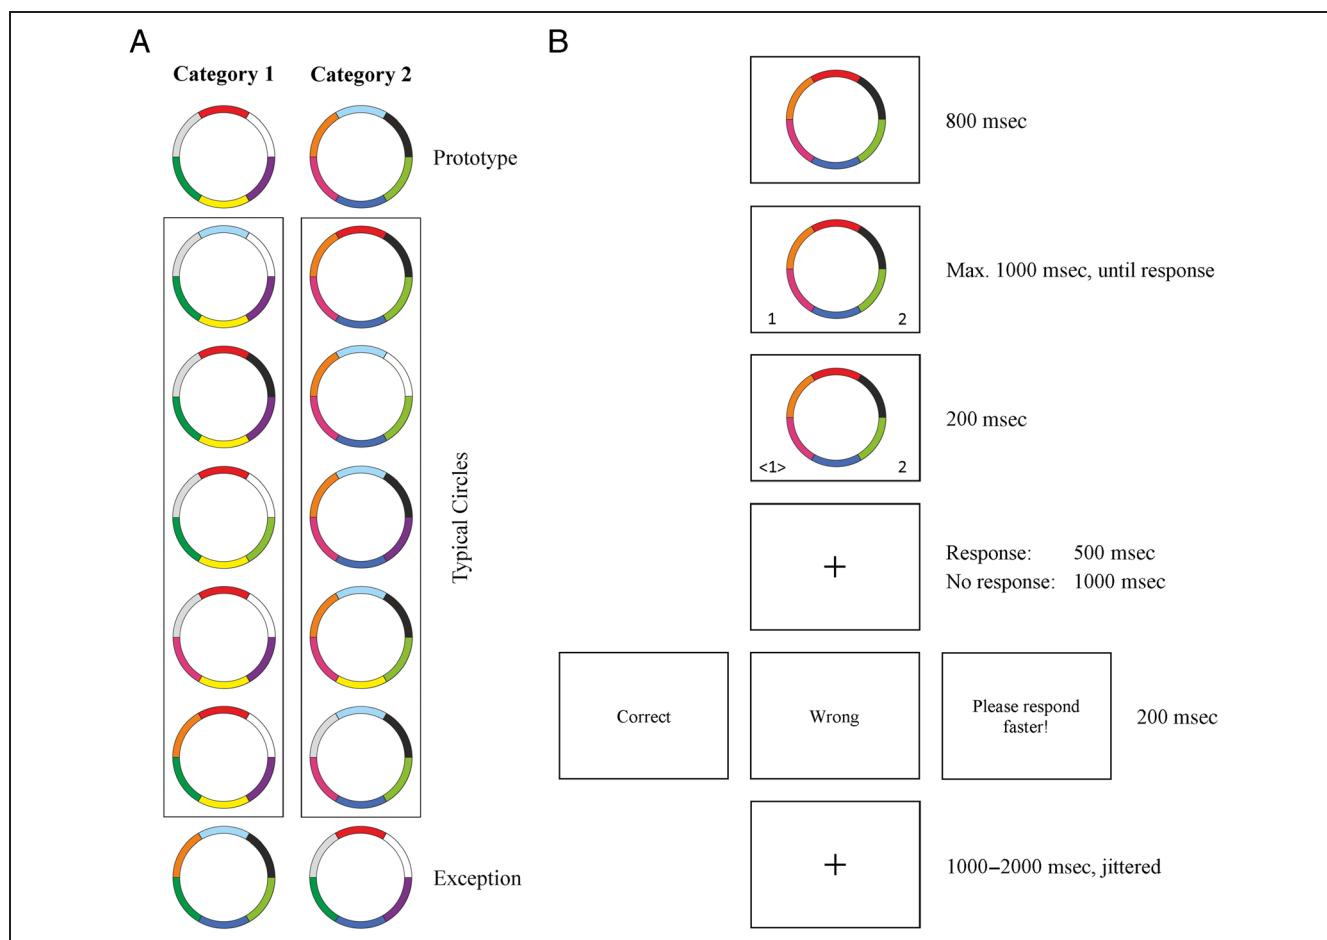 A
Category 1
Category 2
Prototype
Typical Circles
Exception
B
800 msec
1
2
Max. 1000 msec, until response
<1>
2
200 msec
+
Response: 500 msec
No response: 1000 msec
Correct
Wrong
Please respond
faster!
200 msec
+
1000–2000 msec, jittered